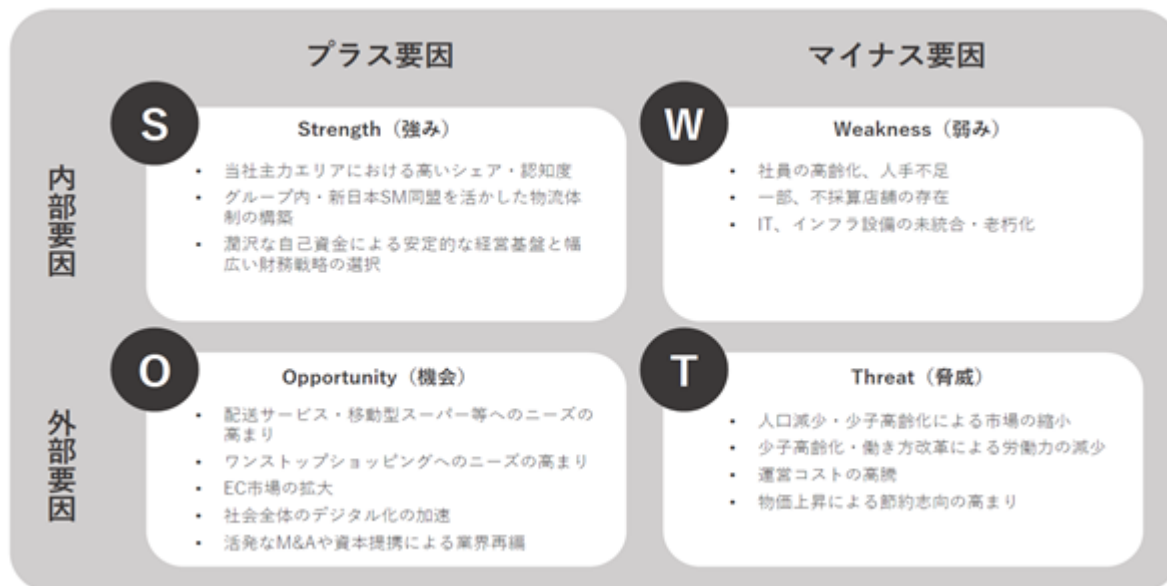 プラス要因
マイナス要因
内部要因
S
Strength（強み）
・ 当社主力エリアにおける高いシェア・認知度
・ グループ内・新日本SM同盟を活かした物流体
制の構築
・ 潤沢な自己資金による安定的な経営基盤と幅
広い財務戦略の選択
W
Weakness（弱み）
・ 社員の高齢化、人手不足
・ 一部、不採算店舗の存在
・ IT、インフラ設備の未統合・老朽化
外部要因
O
Opportunity（機会）
・ 配送サービス・移動型スーパー等へのニーズの
高まり
・ ワンストップショッピングへのニーズの高まり
・ EC市場の拡大
・ 社会全体のデジタル化の加速
・ 活発なM&Aや資本提携による業界再編
T
Threat（脅威）
・ 人口減少・少子高齢化による市場の縮小
・ 少子高齢化・働き方改革による労働力の減少
・ 運営コストの高騰
・ 物価上昇による節約志向の高まり